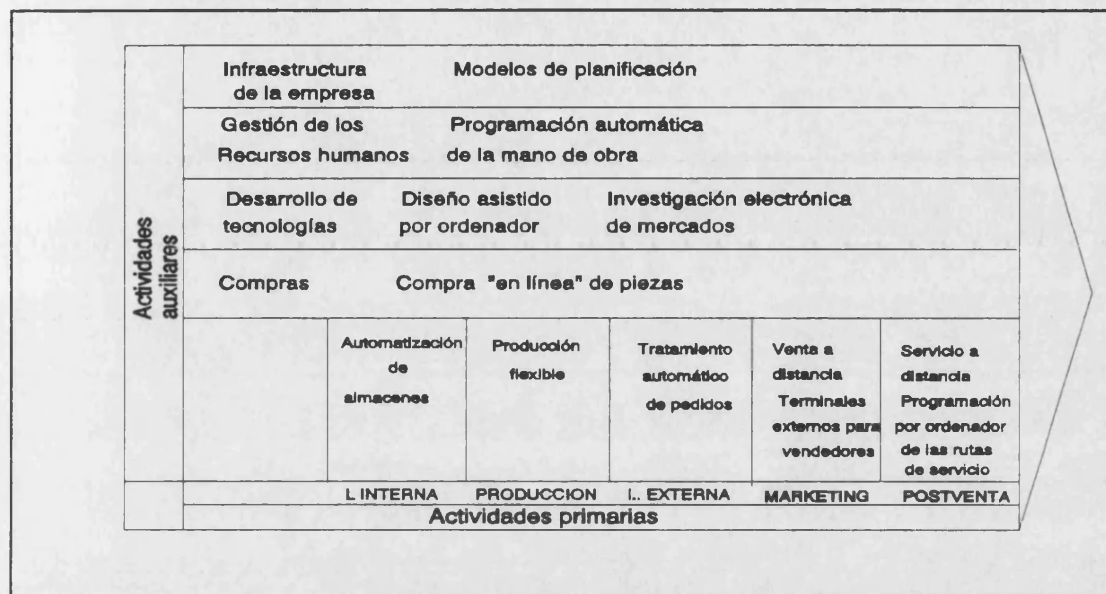 Infraestructura
de la empresa
Modelos de planificación
Gestión de los
Recursos humanos
Programación automática
de la mano de obra
Desarrollo de
tecnologías
Diseño asistido
por ordenador
Investigación electrónica
de mercados
Compras
Compra "en línea" de piezas
Actividades
auxiliares
Automatización
de
almacenes
Producción
flexible
Tratamiento
automático
de pedidos
Venta a
distancia
Terminales
externos para
vendedores
Servicio a
distancia
Programación
por ordenador
de las rutas
de servicio
L INTERNA
PRODUCCION
L.. EXTERNA
MARKETING
POSTVENTA
Actividades primarias